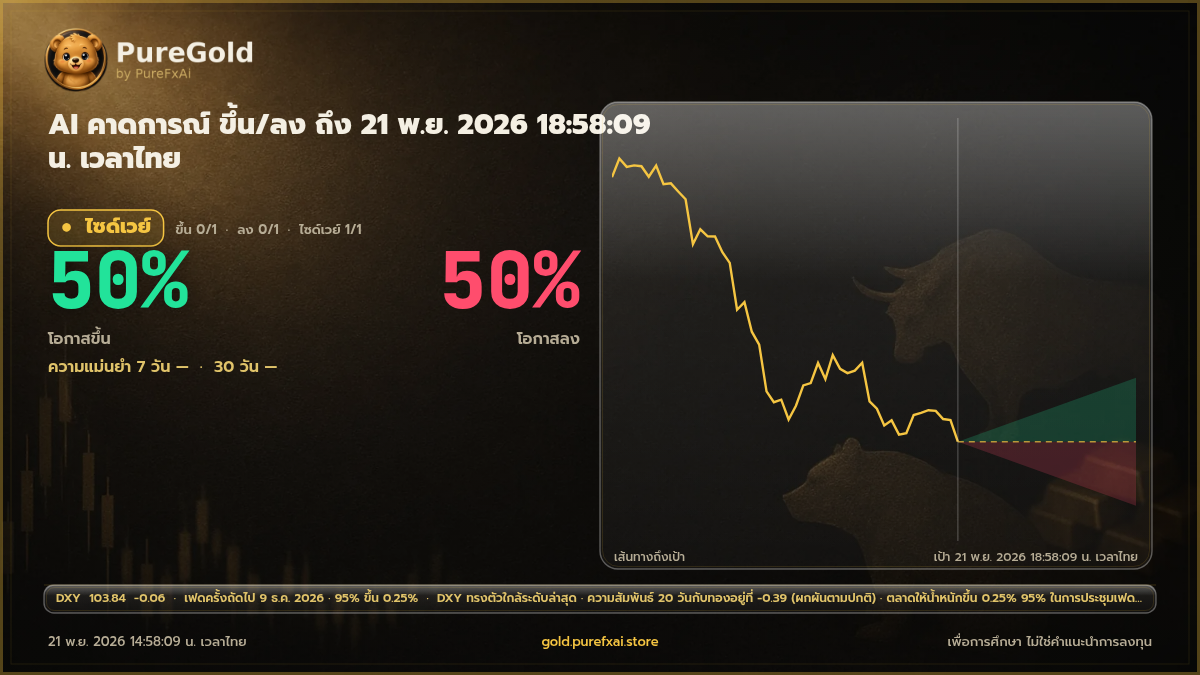 PureGold
by PureFxAi
AI คาดการณ์ ขึ้น/ลง ถึง 21 พ.ย. 2026 18:58:09
น. เวลาไทย
ไซด์เวย์
ขึ้น 0/1 · ลง 0/1 · ไซด์เวย์ 1/1
50% 50%
โอกาสขึ้น โอกาสลง
ความแม่นยำ 7 วัน — · 30 วัน —
เส้นทางถึงเป้า เป้า 21 พ.ย. 2026 18:58:09 น. เวลาไทย
DXY 103.84 -0.06 · เฟดครั้งถัดไป 9 ธ.ค. 2026 · 95% ขึ้น 0.25% · DXY ทรงตัวใกล้ระดับล่าสุด · ความสัมพันธ์ 20 วันกับทองอยู่ที่ -0.39 (ผกผันตามปกติ) · ตลาดให้น้ำหนักขึ้น 0.25% 95% ในการประชุมเฟด…
21 พ.ย. 2026 14:58:09 น. เวลาไทย gold.purefxai.store เพื่อการศึกษา ไม่ใช่คำแนะนำการลงทุน